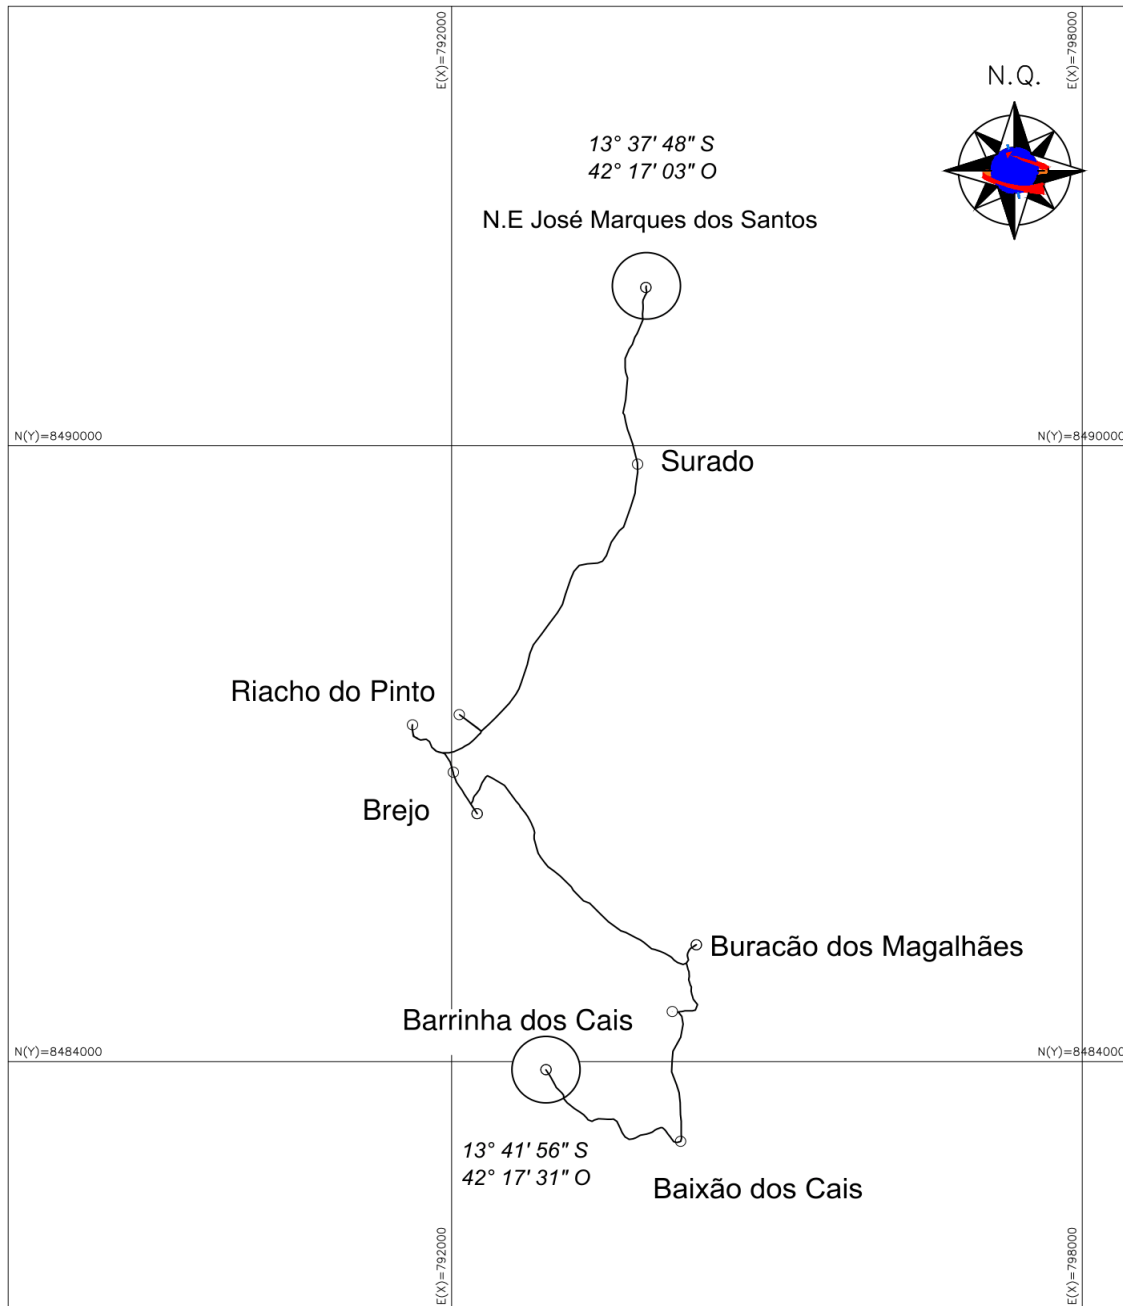 E(X)=792000
E(X)=798000
N.Q.
13° 37' 48" S
42° 17' 03" O
N.E José Marques dos Santos
N(Y)=8490000
N(Y)=8490000
Surado
Riacho do Pinto
Brejo
Buracão dos Magalhães
Barrinha dos Cais
N(Y)=8484000
N(Y)=8484000
13° 41' 56" S
42° 17' 31" O
Baixão dos Cais
E(X)=792000
E(X)=798000